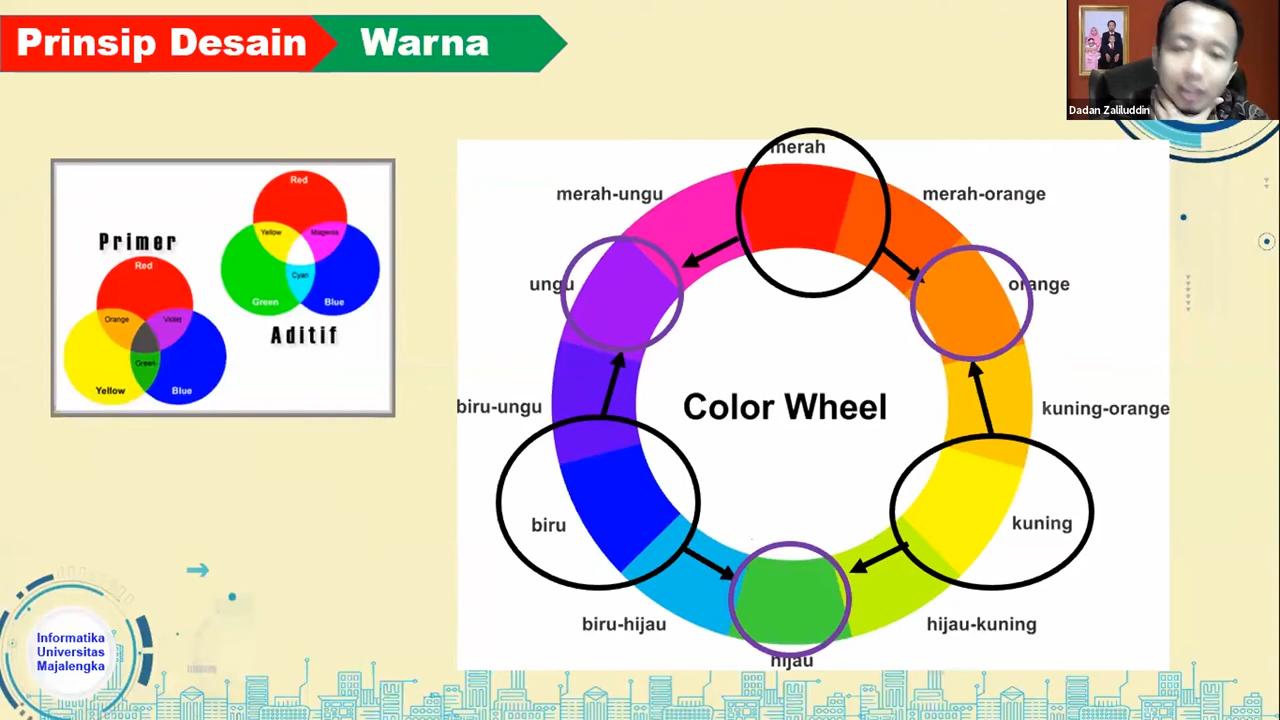 Prinsip Desain
Warna
Dadan Zaliluddin
Primer
Red
Orange
Violet
Green
Yellow
Blue
Red
Yellow
Magenta
Cyan
Green
Blue
Aditif
merah
merah-ungu
merah-orange
ungu
orange
Color Wheel
biru-ungu
kuning-orange
biru
kuning
biru-hijau
hijau-kuning
hijau
Informatika
Universitas
Majalengka